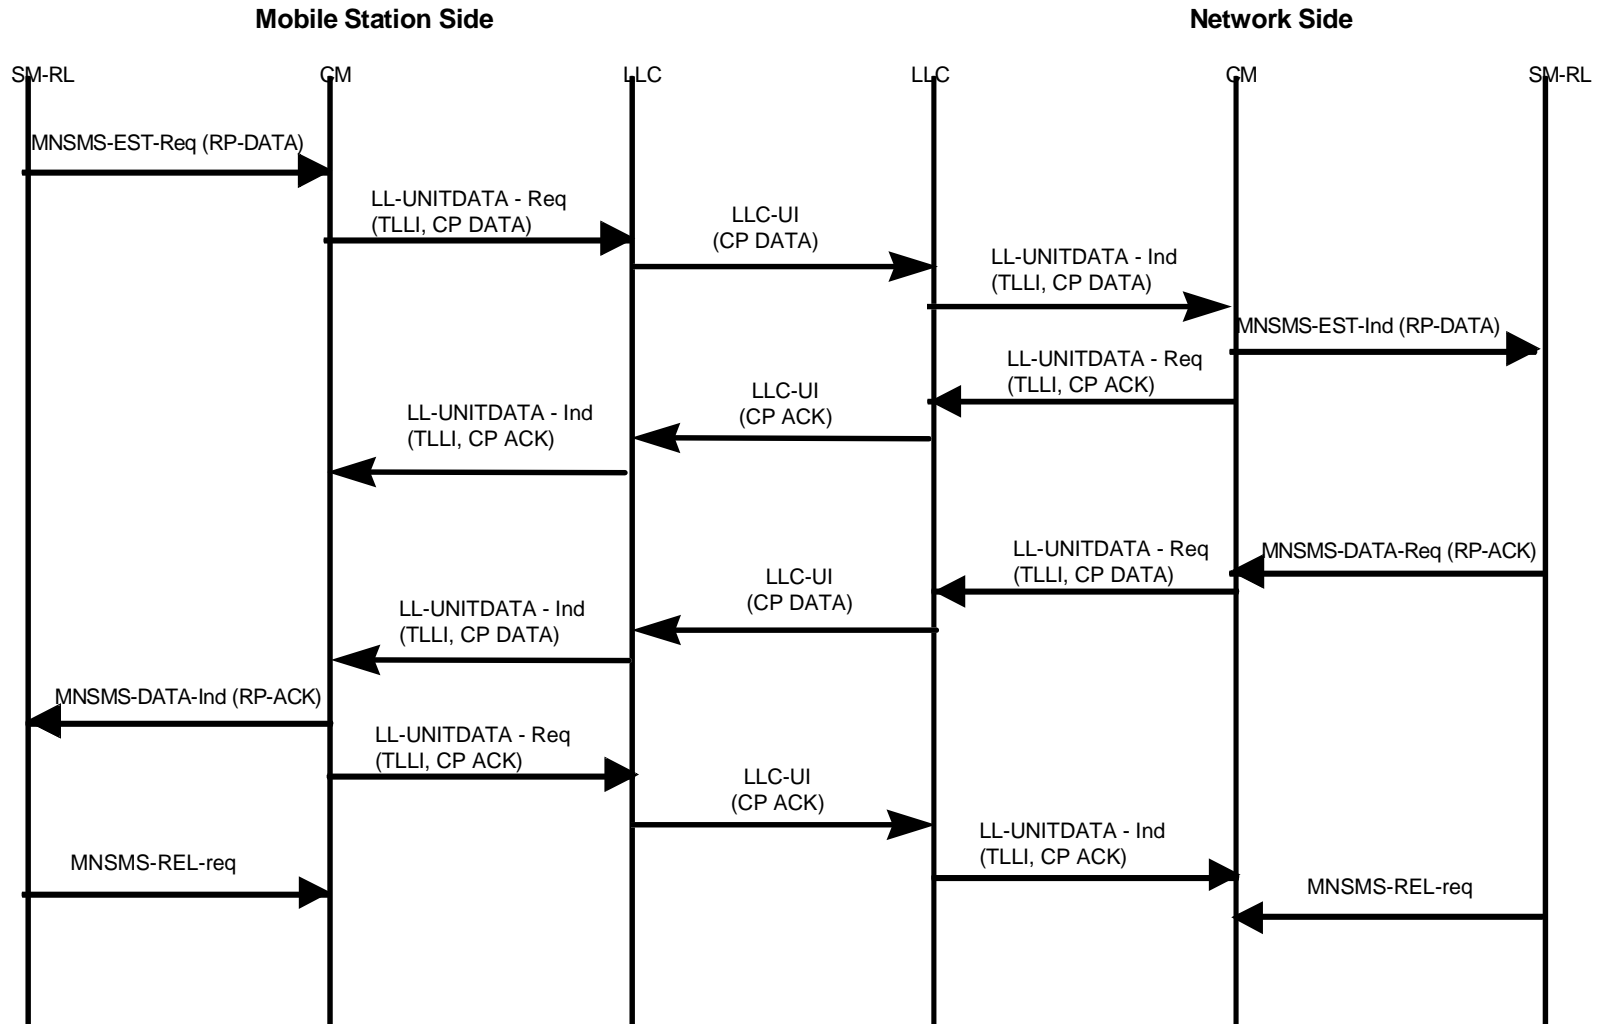 Mobile Station Side
Network Side
SM-RL
CM
LLC
LLC
CM
SM-RL
MNSMS-EST-Req (RP-DATA)
LL-UNITDATA - Req
(TLLI, CP DATA)
LLC-UI
(CP DATA)
LL-UNITDATA - Ind
(TLLI, CP DATA)
MNSMS-EST-Ind (RP-DATA)
LL-UNITDATA - Req
(TLLI, CP ACK)
LLC-UI
(CP ACK)
LL-UNITDATA - Ind
(TLLI, CP ACK)
MNSMS-DATA-Req (RP-ACK)
LL-UNITDATA - Req
(TLLI, CP DATA)
LLC-UI
(CP DATA)
LL-UNITDATA - Ind
(TLLI, CP DATA)
MNSMS-DATA-Ind (RP-ACK)
LL-UNITDATA - Req
(TLLI, CP ACK)
LLC-UI
(CP ACK)
LL-UNITDATA - Ind
(TLLI, CP ACK)
MNSMS-REL-req
MNSMS-REL-req